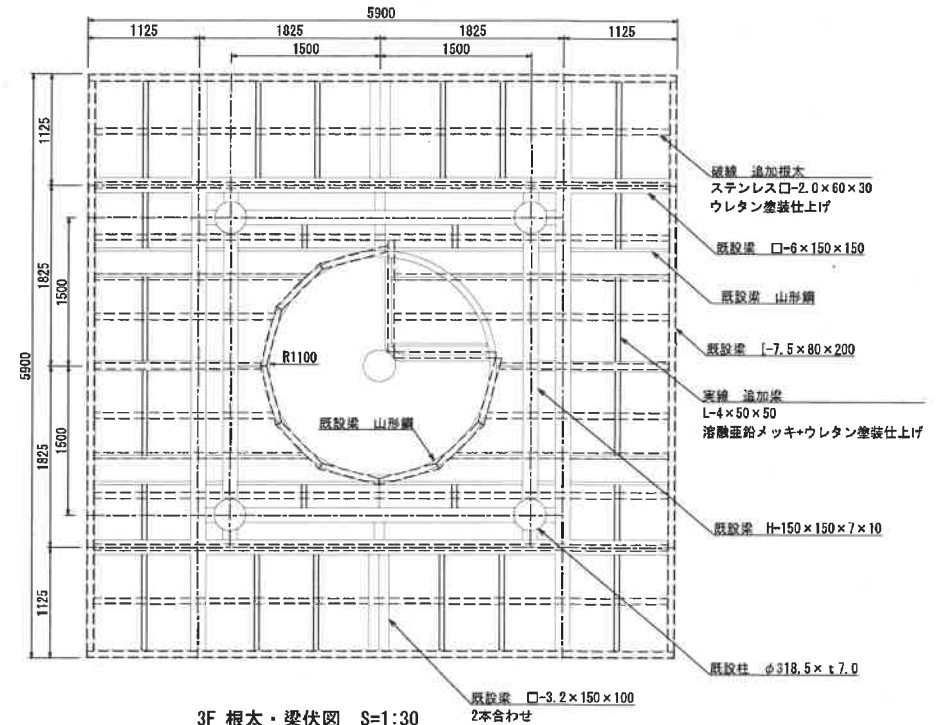 5900
1125 1825 1825 1125
1500 1500
5900
1125
1825
1500
1825
1500
1125
破線 追加根太
ステンレス□-2.0×60×30
ウレタン塗装仕上げ
既設梁 □-6×150×150
既設梁 山形鋼
既設梁 [-7.5×80×200
実線 追加梁
L-4×50×50
溶融亜鉛メッキ+ウレタン塗装仕上げ
R1100
既設梁 山形鋼
既設梁 H-150×150×7×10
既設柱 φ318.5×t7.0
既設梁 □-3.2×150×100
2本合わせ
3F 根太・梁伏図 S=1:30